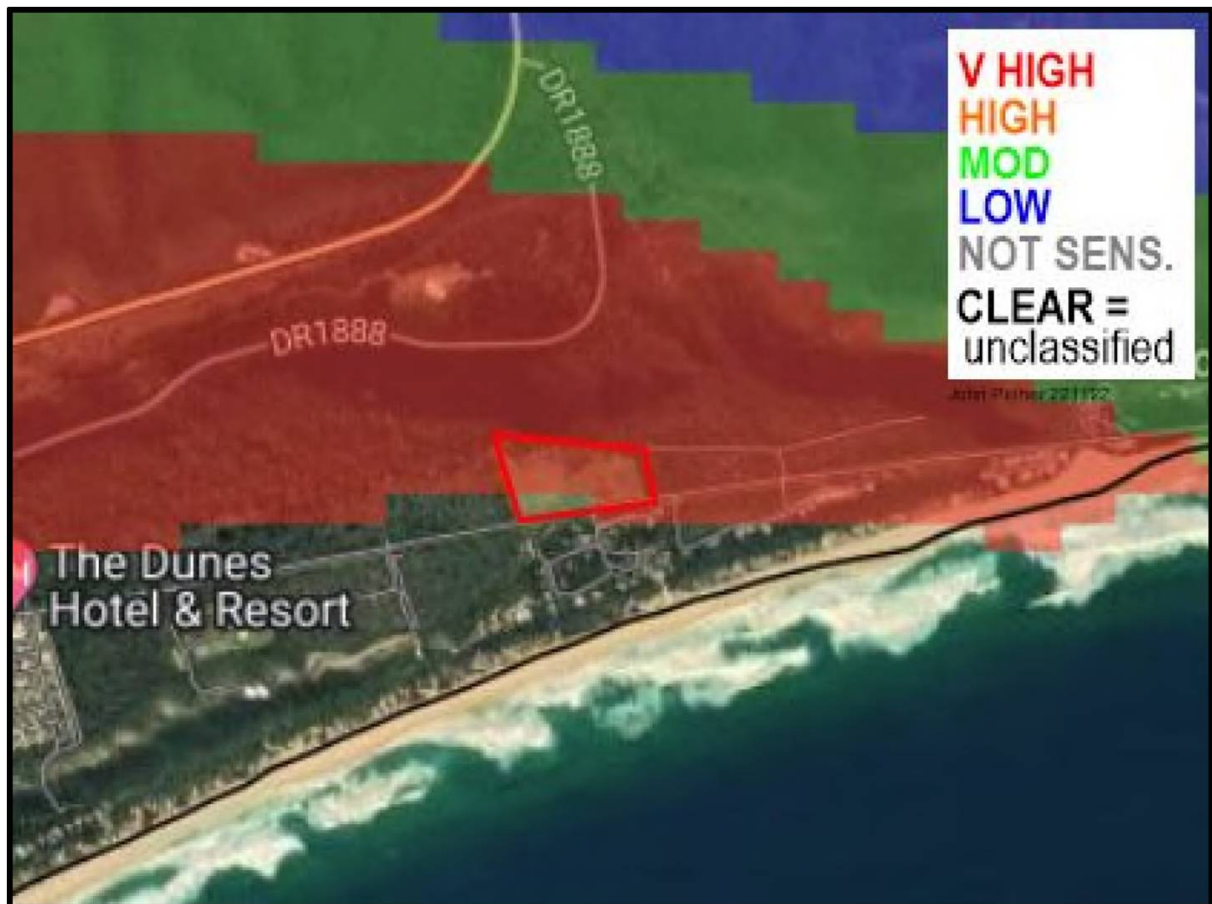 V HIGH
HIGH
MOD
LOW
NOT SENS.
CLEAR =
unclassified
DR1888
DR1888
The Dunes
Hotel & Resort